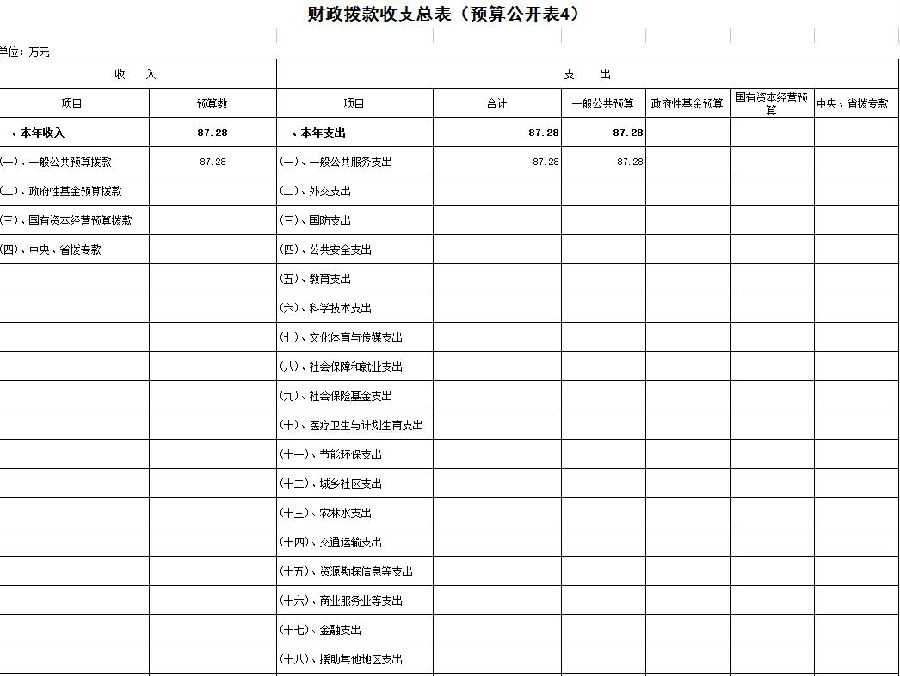 财政拨款收支总表（预算公开表4）
单位：万元
收 入 支 出
项目 预算数 项目 合计 一般公共预算 政府性基金预算 国有资本经营预算 中央、省拨专款
、本年收入 87.28 、本年支出 87.28 87.28
(一)、一般公共预算拨款 87.28 (一)、一般公共服务支出 87.28 87.28
(二)、政府性基金预算拨款 (二)、外交支出
(三)、国有资本经营预算拨款 (三)、国防支出
(四)、中央、省拨专款 (四)、公共安全支出
(五)、教育支出
(六)、科学技术支出
(七)、文化体育与传媒支出
(八)、社会保障和就业支出
(九)、社会保险基金支出
(十)、医疗卫生与计划生育支出
(十一)、节能环保支出
(十二)、城乡社区支出
(十三)、农林水支出
(十四)、交通运输支出
(十五)、资源勘探信息等支出
(十六)、商业服务业等支出
(十七)、金融支出
(十八)、援助其他地区支出